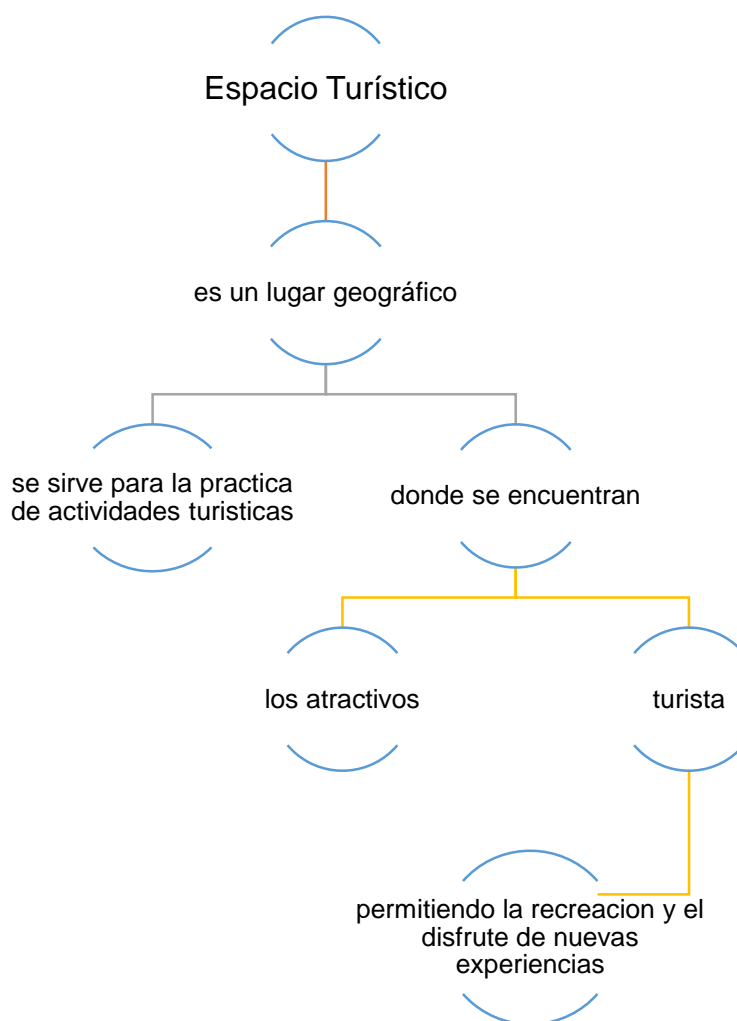 Espacio Turístico
es un lugar geográfico
se sirve para la practica
de actividades turisticas
donde se encuentran
los atractivos
turista
permitiendo la recreacion y el
disfrute de nuevas
experiencias